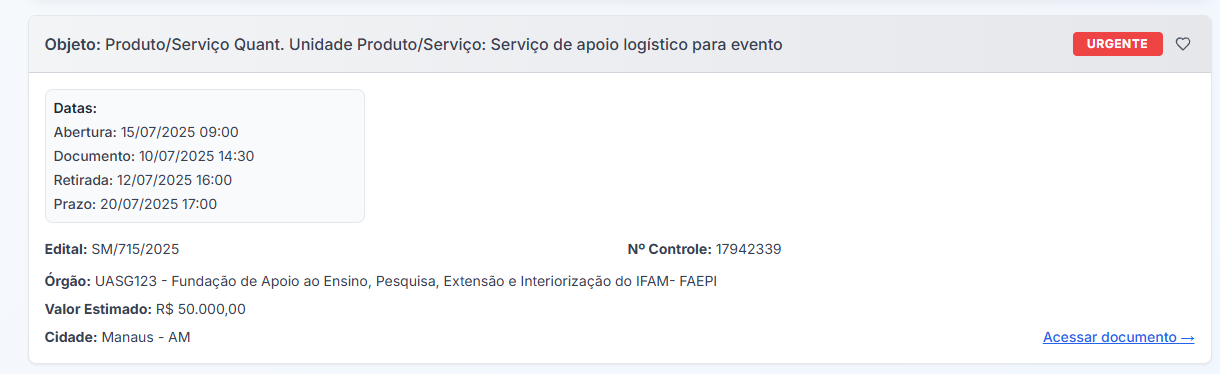 Objeto: Produto/Serviço Quant. Unidade Produto/Serviço: Serviço de apoio logístico para evento
URGENTE
Datas:
Abertura: 15/07/2025 09:00
Documento: 10/07/2025 14:30
Retirada: 12/07/2025 16:00
Prazo: 20/07/2025 17:00
Edital: SM/715/2025
Nº Controle: 17942339
Órgão: UASG123 - Fundação de Apoio ao Ensino, Pesquisa, Extensão e Interiorização do IFAM- FAEPI
Valor Estimado: R$ 50.000,00
Cidade: Manaus - AM
Acessar documento →